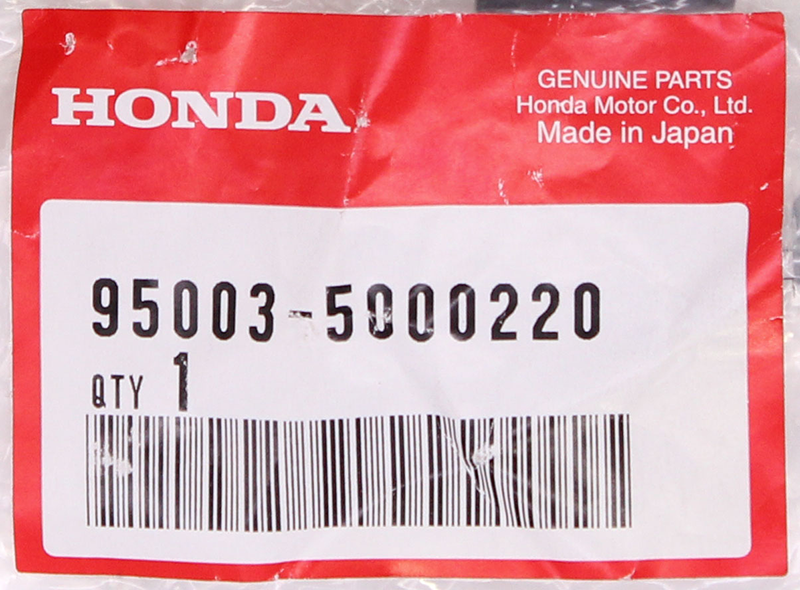 HONDA
GENUINE PARTS
Honda Motor Co., Ltd.
Made in Japan
95003-5000220
QTY 1